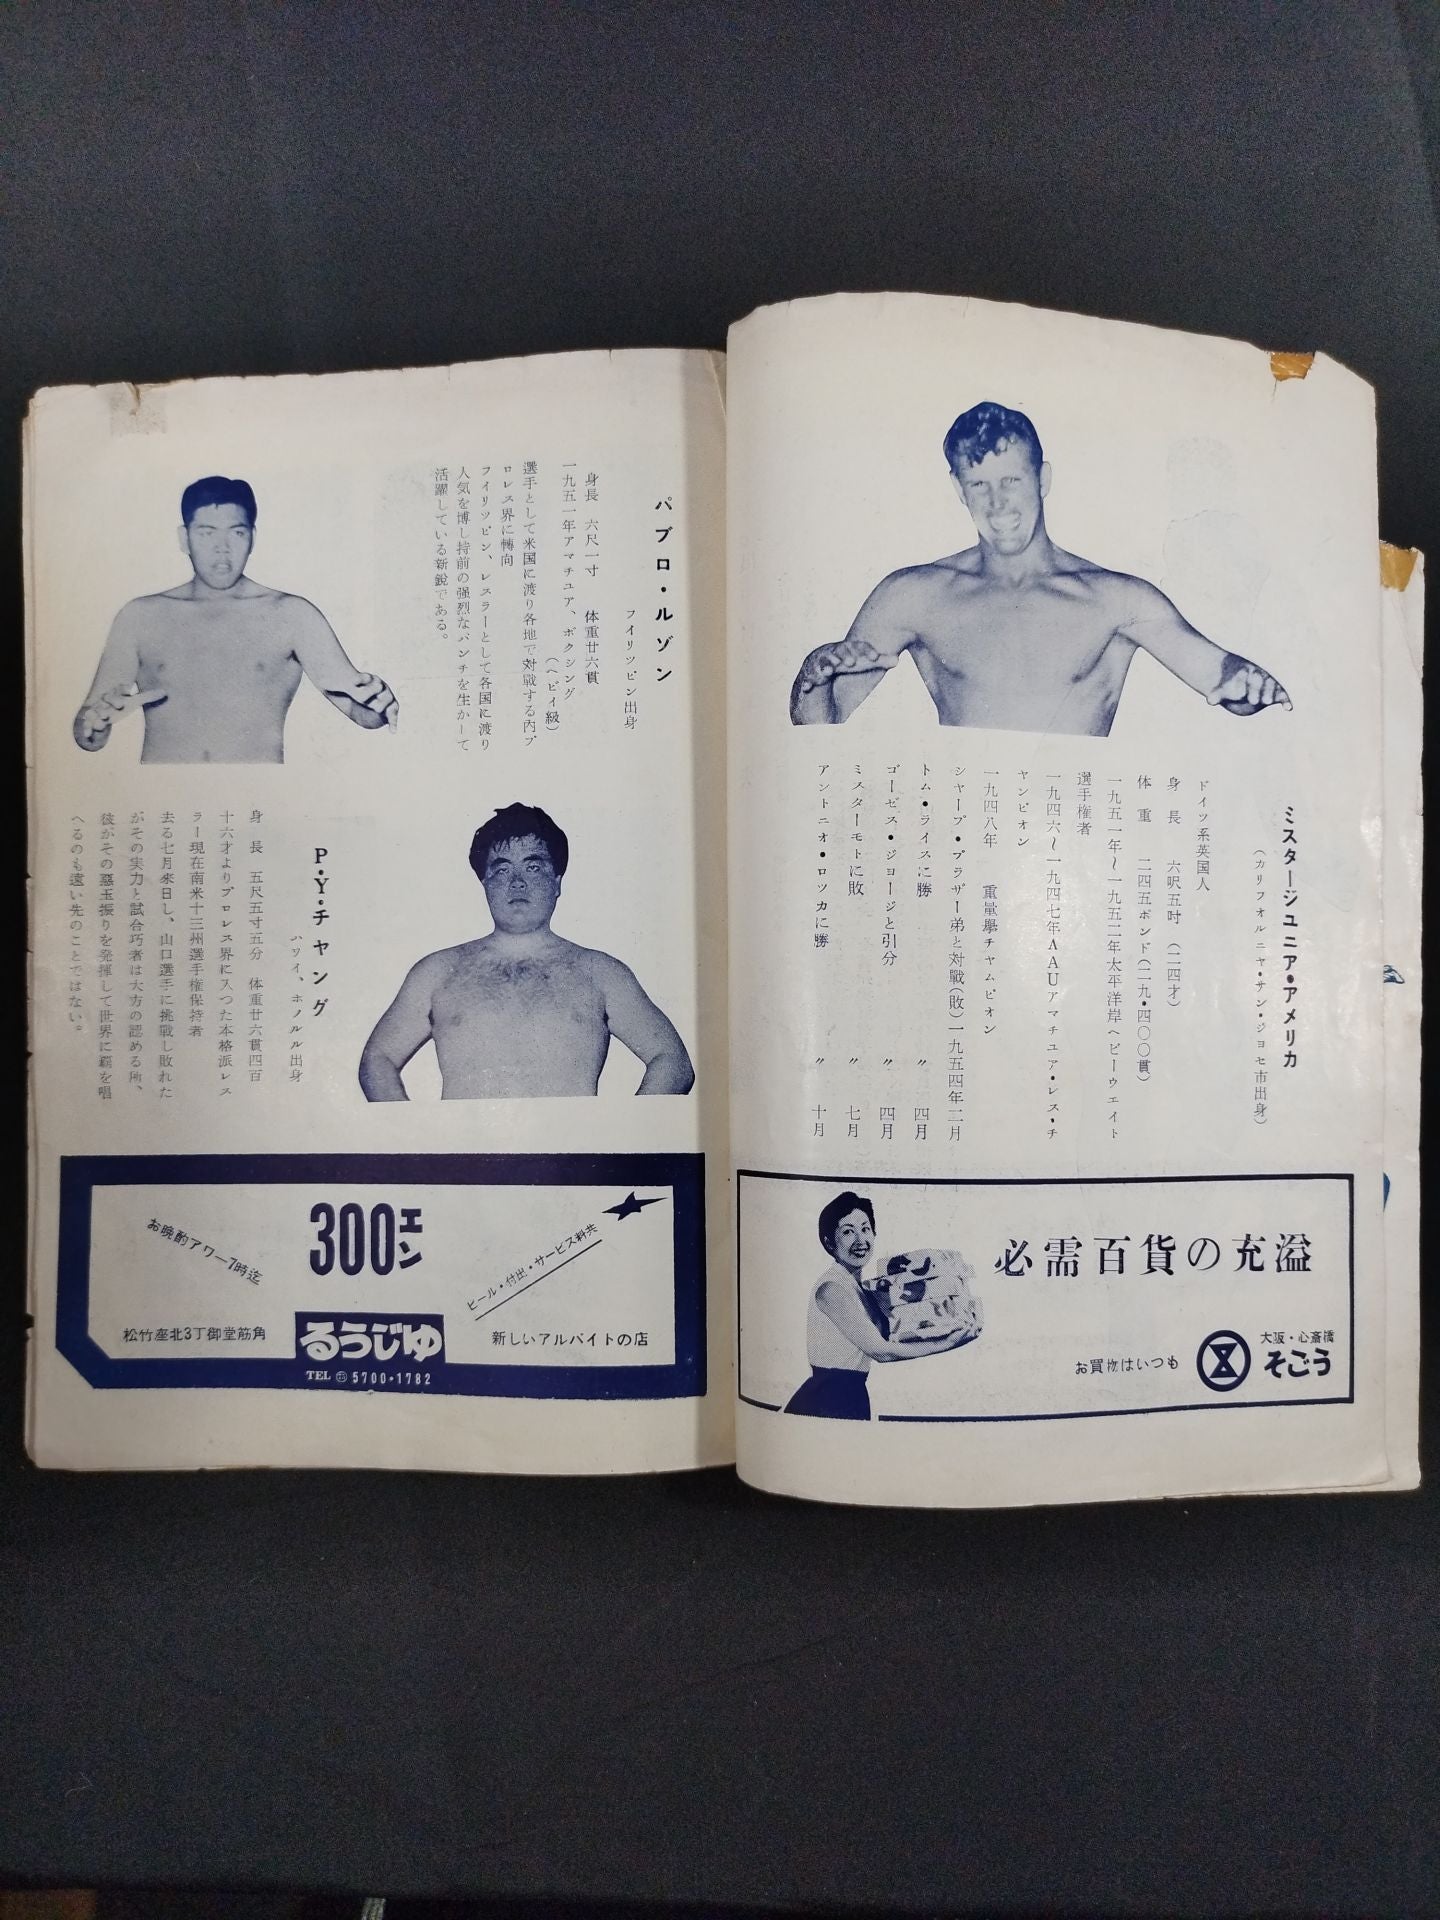 ミスタージユニア・アメリカ
（カリフオルニヤ・サン・ジョセ市出身）
ドイツ系英国人
身長 六呎五吋（二四才）
体重 二四五ポンド（二九・四〇〇貫）
一九五一年〜一九五二年太平洋岸ヘビーウエイト
選手権者
一九四六〜一九四七年AAUアマチュア・レス・チ
ヤンピオン
一九四八年 重量擧チヤムピオン
シャープ・ブラザー弟と対戰（敗）一九五四年二月
トム・ライスに勝 〃 四月
ゴーゼス・ジョージと引分 〃 四月
ミスターモトに敗 〃 七月
アントニオ・ロツカに勝 〃 十月
必需百貨の充溢
お買物はいつも
大阪・心斎橋
そごう
パブロ・ルゾン
フイリツピン出身
身長 六尺一寸 体重廿六貫
一九五一年アマチユア、ボクシング
（ヘビイ級）
選手として米国に渡り各地で対戰する内プ
ロレス界に轉向
フイリツピン、レスラーとして各国に渡り
人気を博し持前の強烈なパンチを生かして
活躍している新鋭である。
P・Y・チヤング
ハワイ、ホノルル出身
身長 五尺五寸五分 体重廿六貫四百
十六才よりプロレス界に入つた本格派レス
ラー現在南米十三州選手権保持者
去る七月来日し、山口選手に挑戰し敗れた
がその実力と試合巧者は大方の認める所、
彼がその惡玉振りを発揮して世界に覇を唱
へるのも遠い先のことではない。
お晩酌アワー7時迄
300エン
ビール・付出・サービス料共
松竹座北3丁御堂筋角
るうじゆ
新しいアルバイトの店
TEL ㉓ 5700・1782